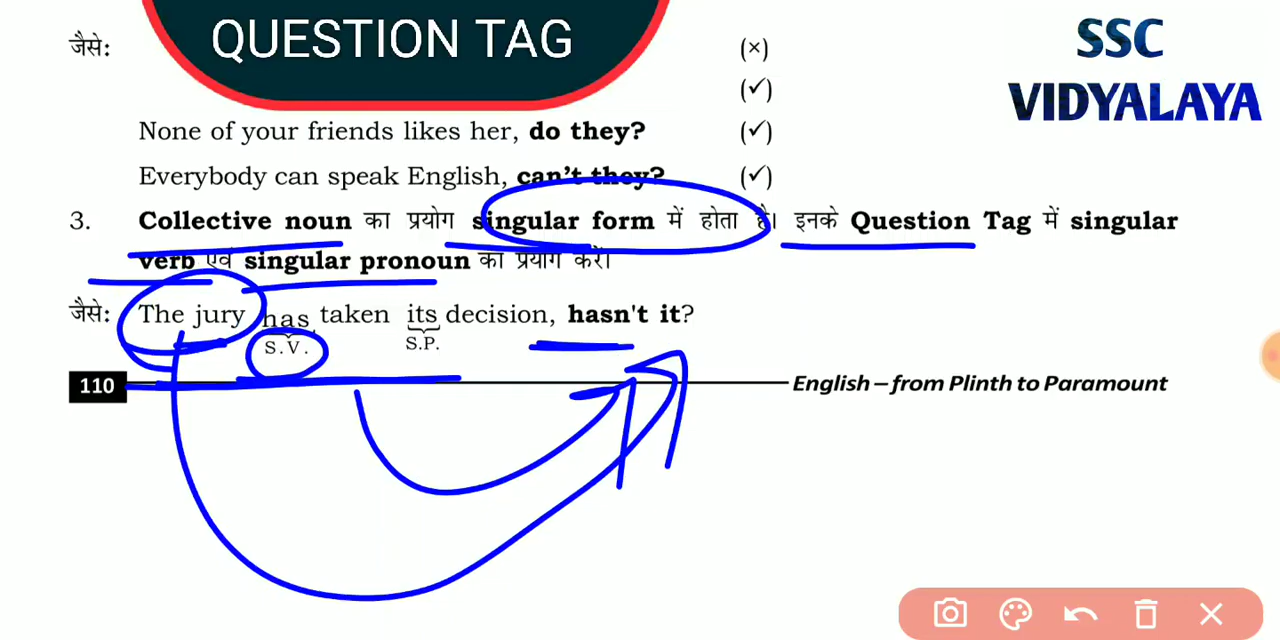 QUESTION TAG
SSC
VIDYALAYA
जैसे: (×)
(✓)
None of your friends likes her, do they? (✓)
Everybody can speak English, can't they? (✓)
3. Collective noun का प्रयोग singular form में होता है। इनके Question Tag में singular
verb एवं singular pronoun का प्रयोग करें।
जैसे: The jury has taken its decision, hasn't it?
S.V. S.P.
110 English – from Plinth to Paramount